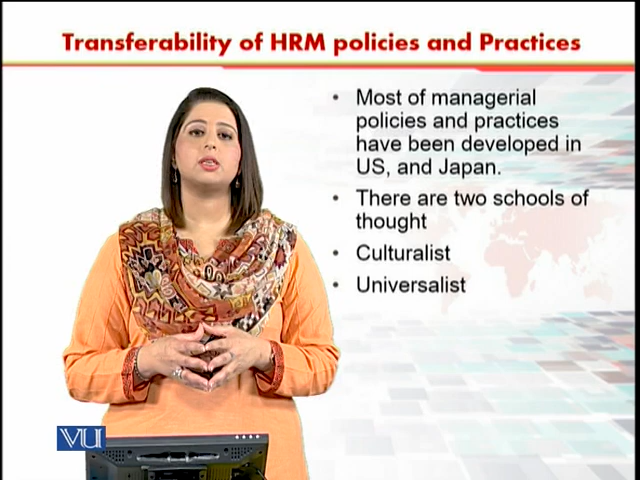 Transferability of HRM policies and Practices
• Most of managerial
policies and practices
have been developed in
US, and Japan.
• There are two schools of
thought
• Culturalist
• Universalist
VU